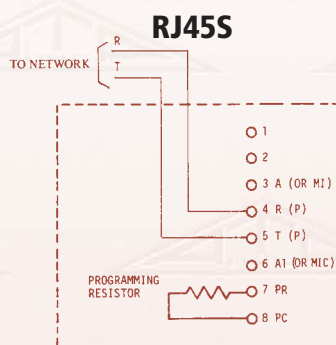 RJ45S
R
TO NETWORK
T
1
2
3 A (OR MI)
4 R (P)
5 T (P)
6 A1 (OR MIC)
PROGRAMMING
RESISTOR
7 PR
8 PC